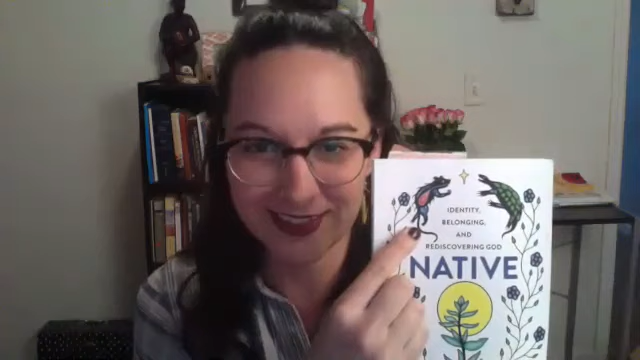 IDENTITY,
BELONGING,
AND
REDISCOVERING GOD
NATIVE